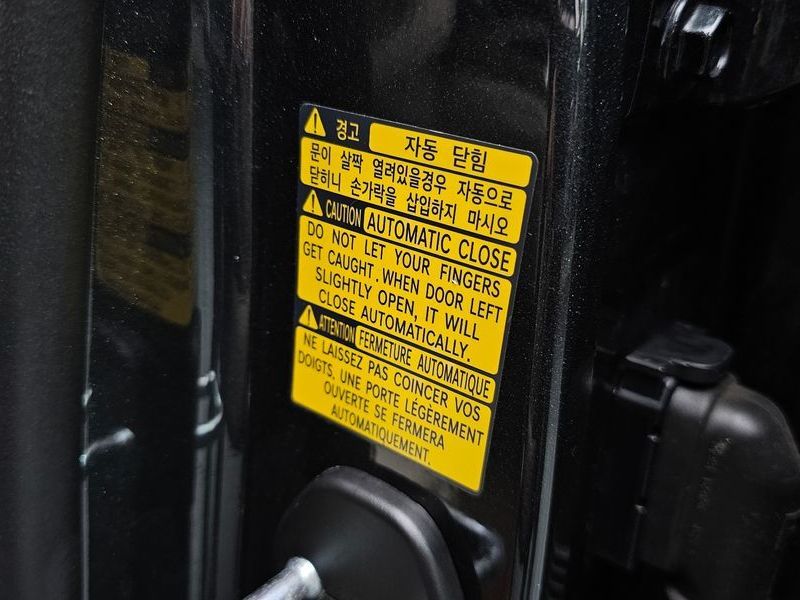 경고 자동 닫힘
문이 살짝 열려있을경우 자동으로
닫히니 손가락을 삽입하지 마시오
CAUTION AUTOMATIC CLOSE
DO NOT LET YOUR FINGERS
GET CAUGHT. WHEN DOOR LEFT
SLIGHTLY OPEN, IT WILL
CLOSE AUTOMATICALLY.
ATTENTION FERMETURE AUTOMATIQUE
NE LAISSEZ PAS COINCER VOS
DOIGTS. UNE PORTE LÉGÈREMENT
OUVERTE SE FERMERA
AUTOMATIQUEMENT.